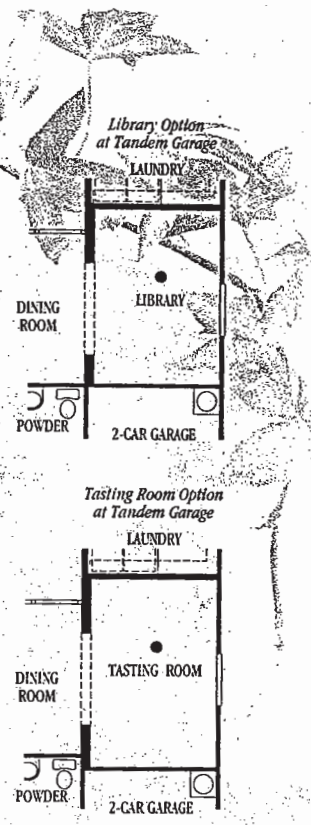 Library Option
at Tandem Garage
LAUNDRY
LIBRARY
DINING
ROOM
POWDER
2-CAR GARAGE
Tasting Room Option
at Tandem Garage
LAUNDRY
TASTING ROOM
DINING
ROOM
POWDER
2-CAR GARAGE